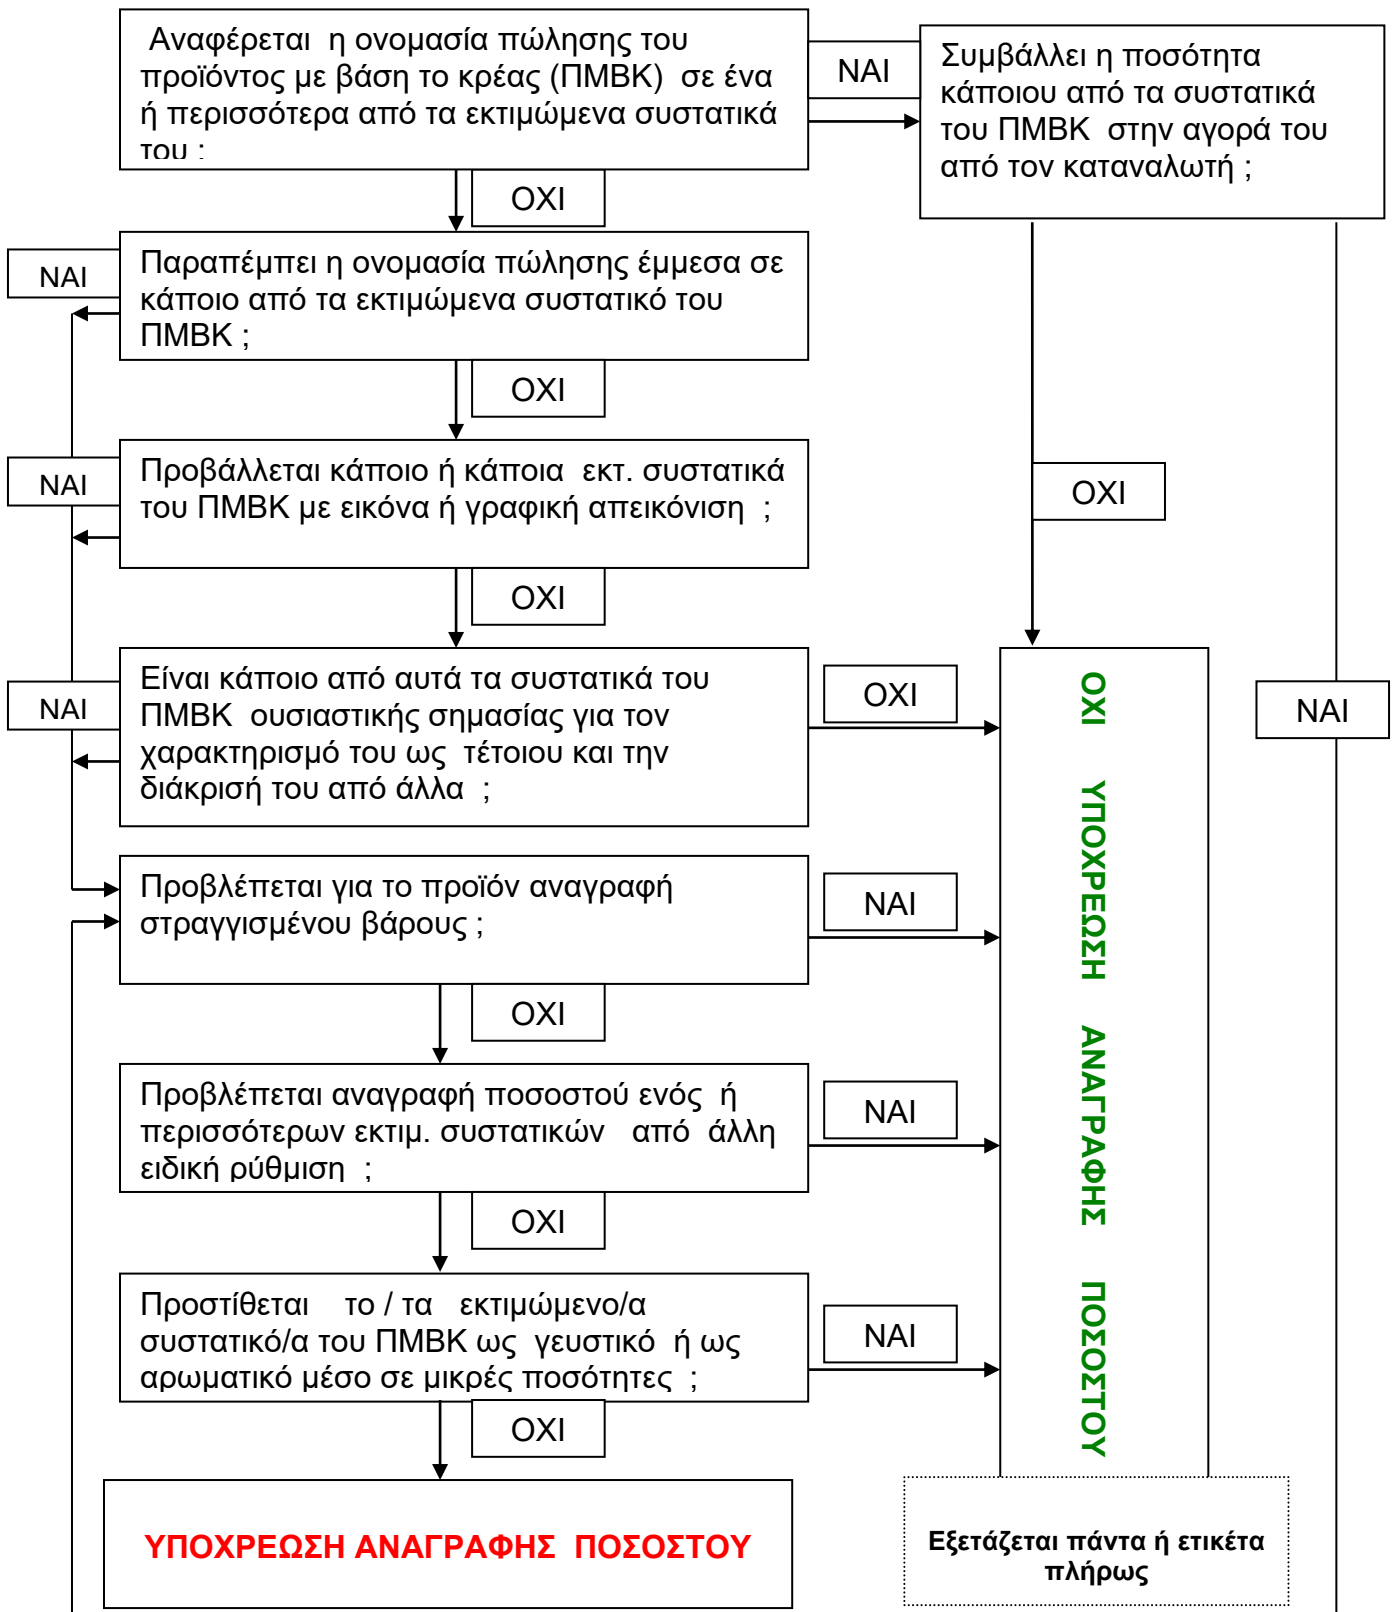 Αναφέρεται η ονομασία πώλησης του
προϊόντος με βάση το κρέας (ΠΜΒΚ) σε ένα
ή περισσότερα από τα εκτιμώμενα συστατικά
του ;
ΝΑΙ
Συμβάλλει η ποσότητα
κάποιου από τα συστατικά
του ΠΜΒΚ στην αγορά του
από τον καταναλωτή ;
ΟΧΙ
ΝΑΙ
Παραπέμπει η ονομασία πώλησης έμμεσα σε
κάποιο από τα εκτιμώμενα συστατικό του
ΠΜΒΚ ;
ΟΧΙ
ΝΑΙ
Προβάλλεται κάποιο ή κάποια εκτ. συστατικά
του ΠΜΒΚ με εικόνα ή γραφική απεικόνιση ;
ΟΧΙ
ΟΧΙ
ΝΑΙ
Είναι κάποιο από αυτά τα συστατικά του
ΠΜΒΚ ουσιαστικής σημασίας για τον
χαρακτηρισμό του ως τέτοιου και την
διάκρισή του από άλλα ;
ΟΧΙ
ΝΑΙ
ΟΧΙ ΥΠΟΧΡΕΩΣΗ ΑΝΑΓΡΑΦΗΣ ΠΟΣΟΣΤΟΥ
Προβλέπεται για το προϊόν αναγραφή
στραγγισμένου βάρους ;
ΝΑΙ
ΟΧΙ
Προβλέπεται αναγραφή ποσοστού ενός ή
περισσότερων εκτιμ. συστατικών από άλλη
ειδική ρύθμιση ;
ΝΑΙ
ΟΧΙ
Προστίθεται το / τα εκτιμώμενο/α
συστατικό/α του ΠΜΒΚ ως γευστικό ή ως
αρωματικό μέσο σε μικρές ποσότητες ;
ΝΑΙ
ΟΧΙ
ΥΠΟΧΡΕΩΣΗ ΑΝΑΓΡΑΦΗΣ ΠΟΣΟΣΤΟΥ
Εξετάζεται πάντα ή ετικέτα
πλήρως